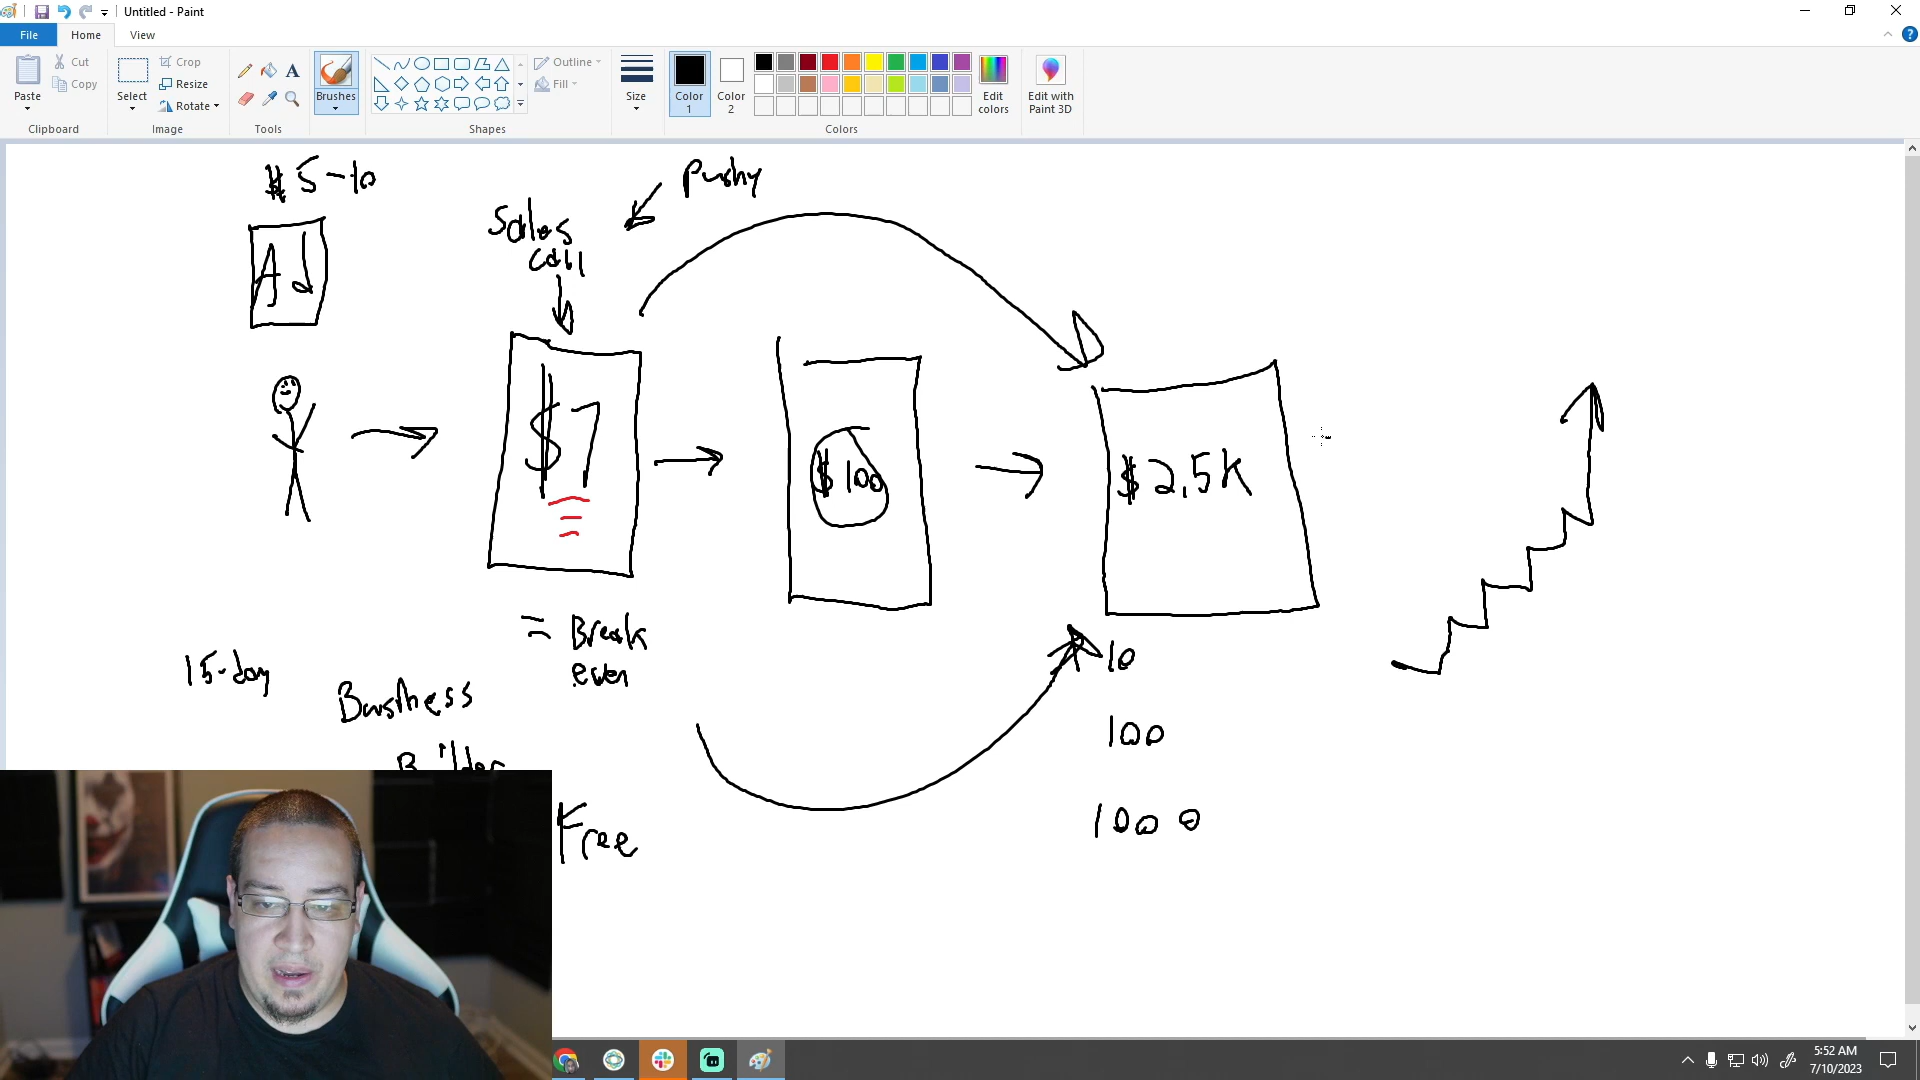 Untitled - Paint
File
Home
View
Paste
Cut
Copy
Clipboard
Select
Crop
Resize
Rotate
Image
A
Tools
Brushes
Outline
Fill
Shapes
Size
Color
1
Color
2
Edit
colors
Edit with
Paint 3D
Colors
?
$5-10
Ad
Pushy
Sales
Call
$7
$100
$2.5K
= Break
even
15-day
Business
Builder
Free
10
100
1000
5:52 AM
7/10/2023